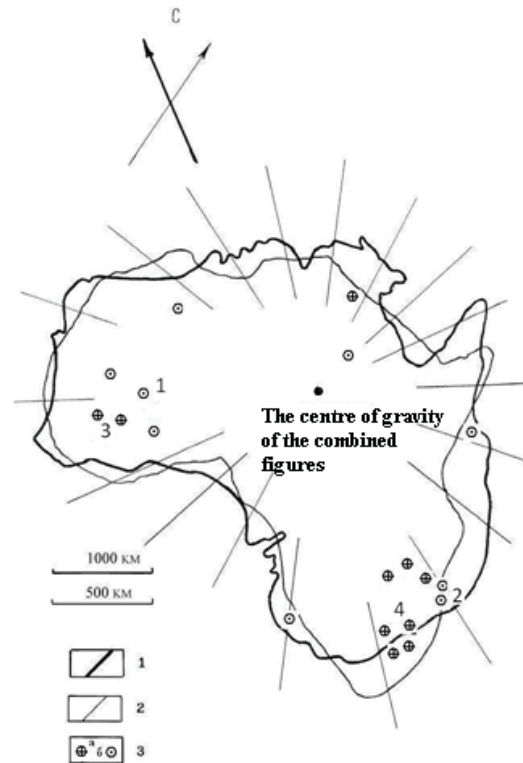 С
1
3
The centre of gravity
of the combined
figures
1000 км
500 км
4
2
1
2
а б 3